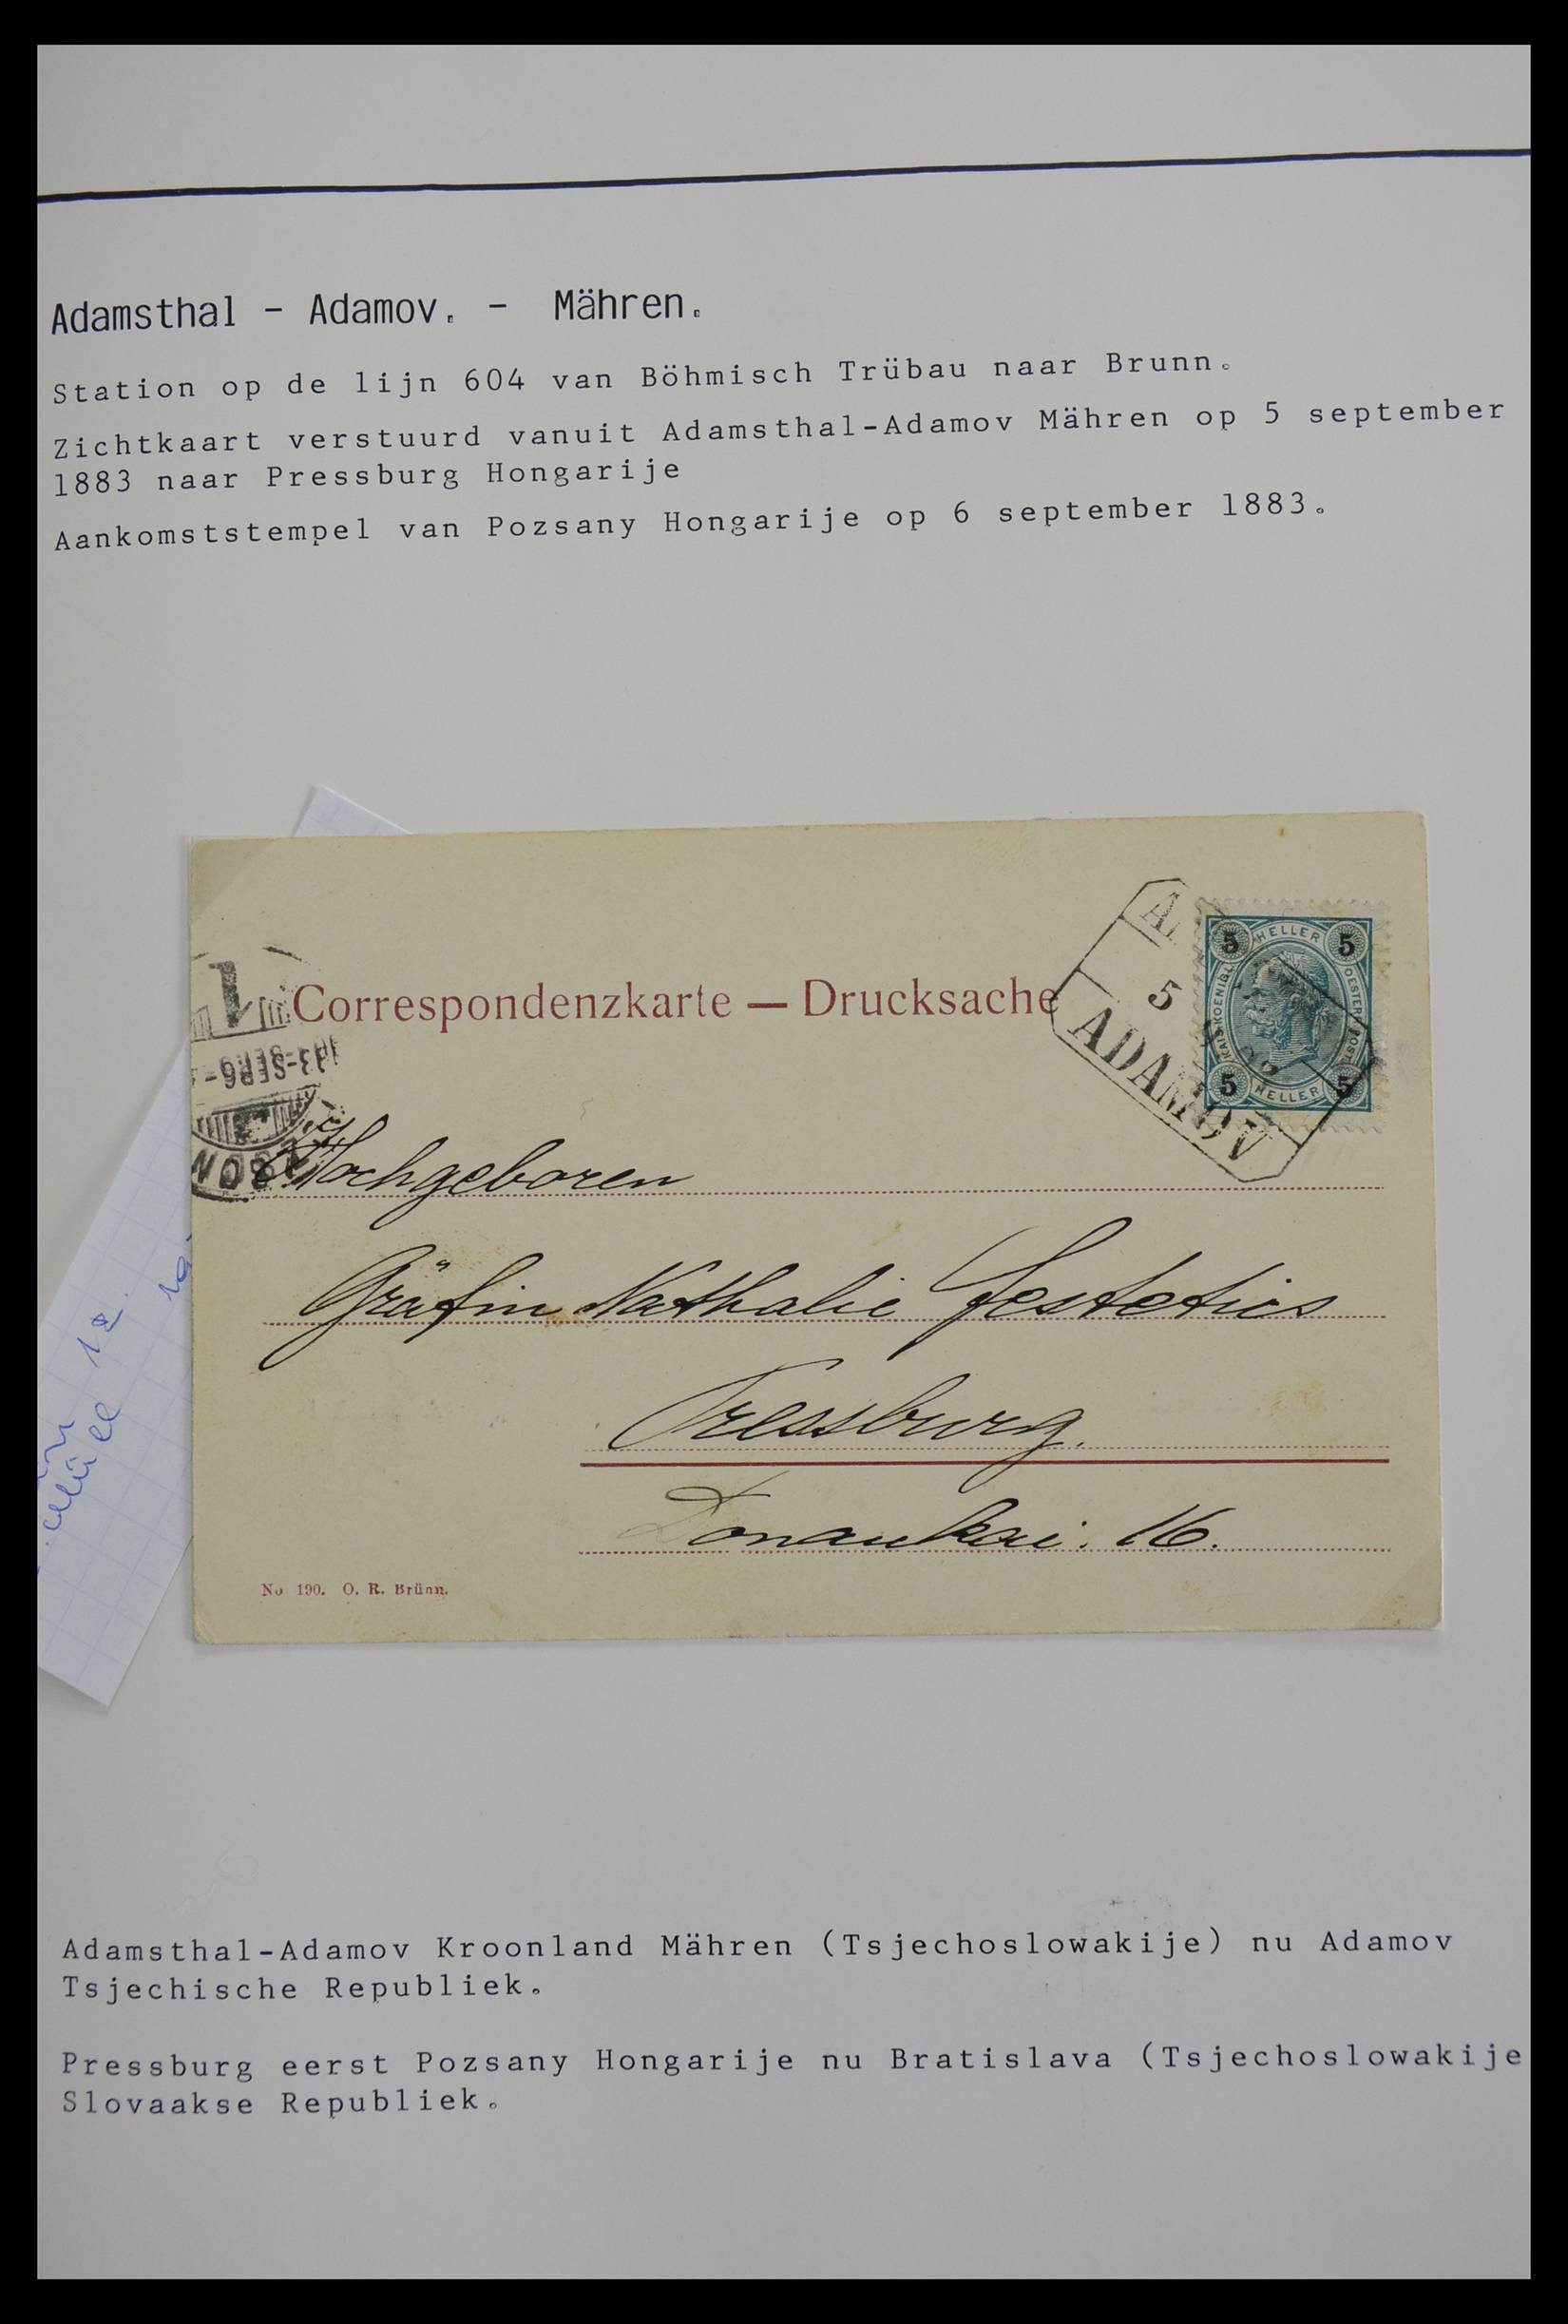 Adamsthal - Adamov. - Mähren.
Station op de lijn 604 van Böhmisch Trübau naar Brunn.
Zichtkaart verstuurd vanuit Adamsthal-Adamov Mähren op 5 september
1883 naar Pressburg Hongarije
Aankomststempel van Pozsany Hongarije op 6 september 1883.
5 HELLER 5
5 HELLER 5
5
ADAMOV
1
Correspondenzkarte — Drucksache
Hochgeboren
Gräfin Nathalie Festetics
Pressburg.
Donaukai. 16.
No 190. O. R. Brünn.
Adamsthal-Adamov Kroonland Mähren (Tsjechoslowakije) nu Adamov
Tsjechische Republiek.
Pressburg eerst Pozsany Hongarije nu Bratislava (Tsjechoslowakije
Slovaakse Republiek.